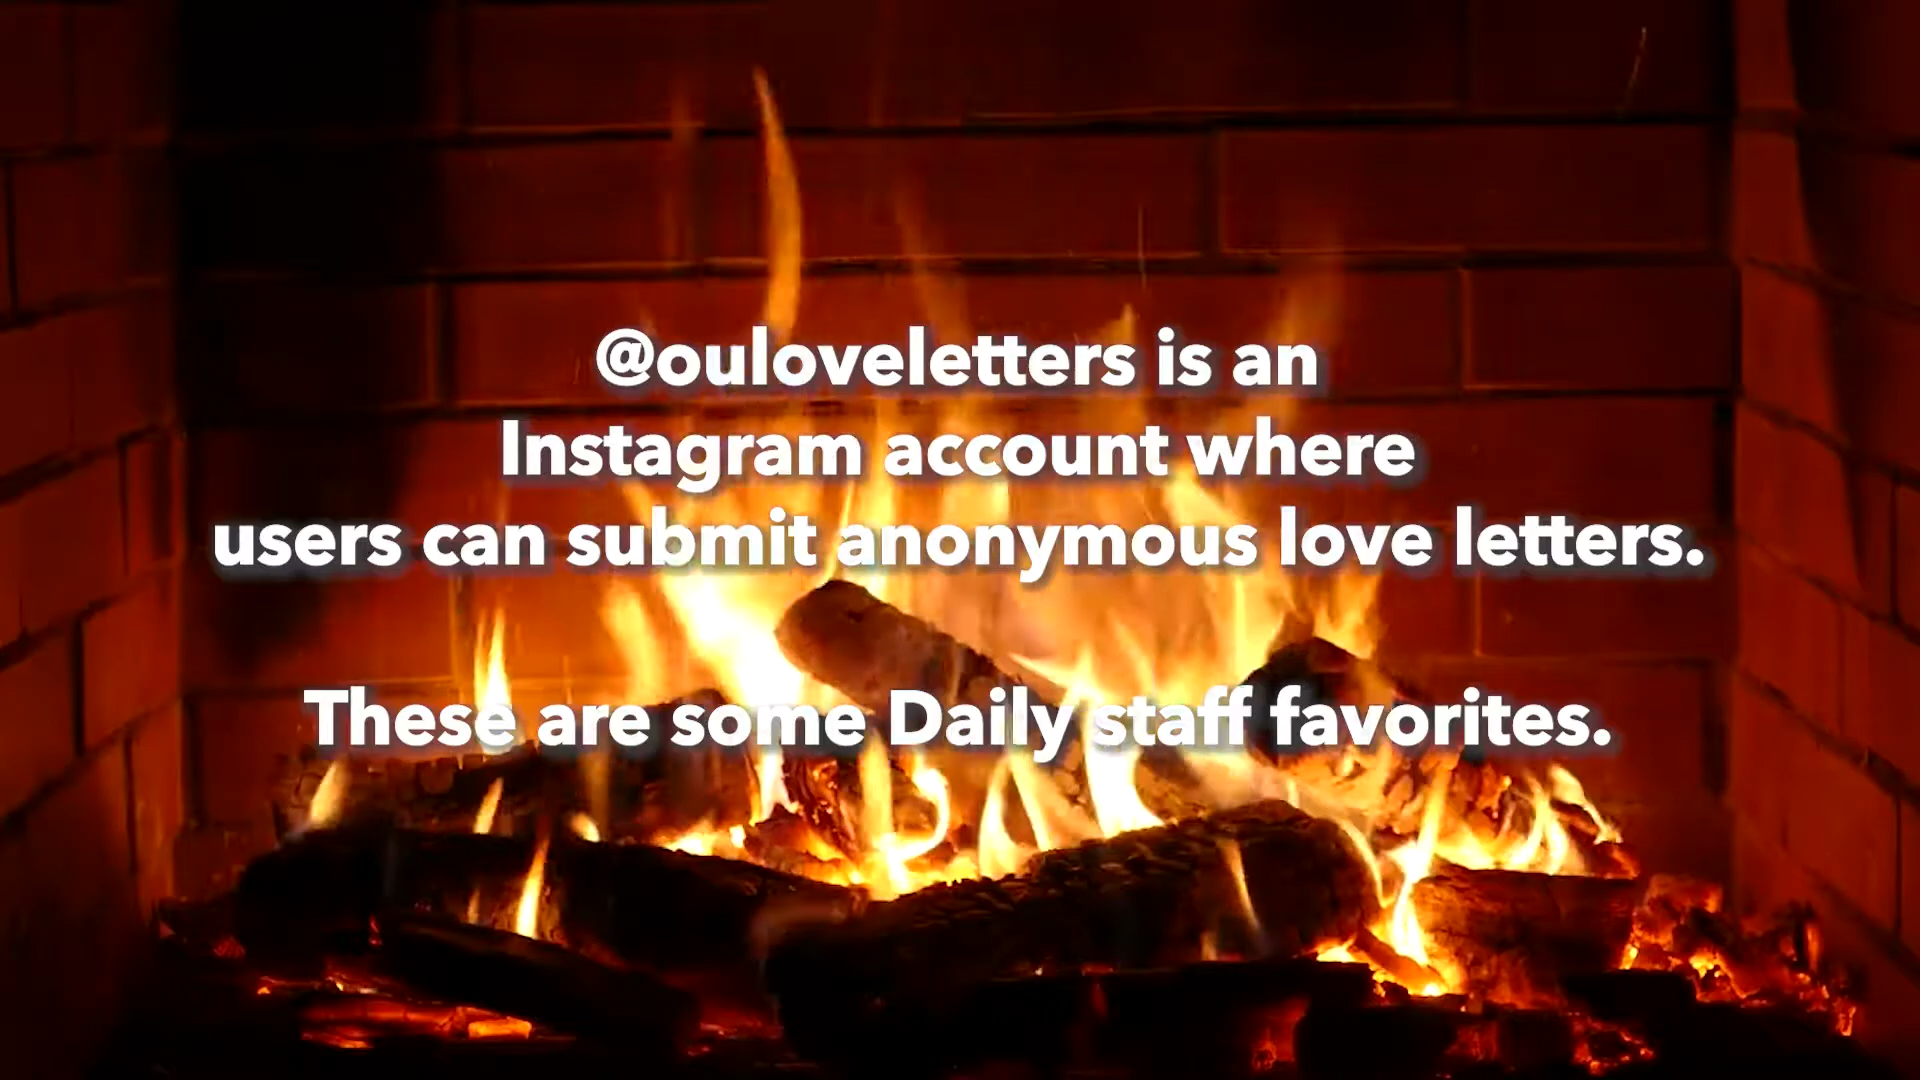 @ouloveletters is an
Instagram account where
users can submit anonymous love letters.
These are some Daily staff favorites.